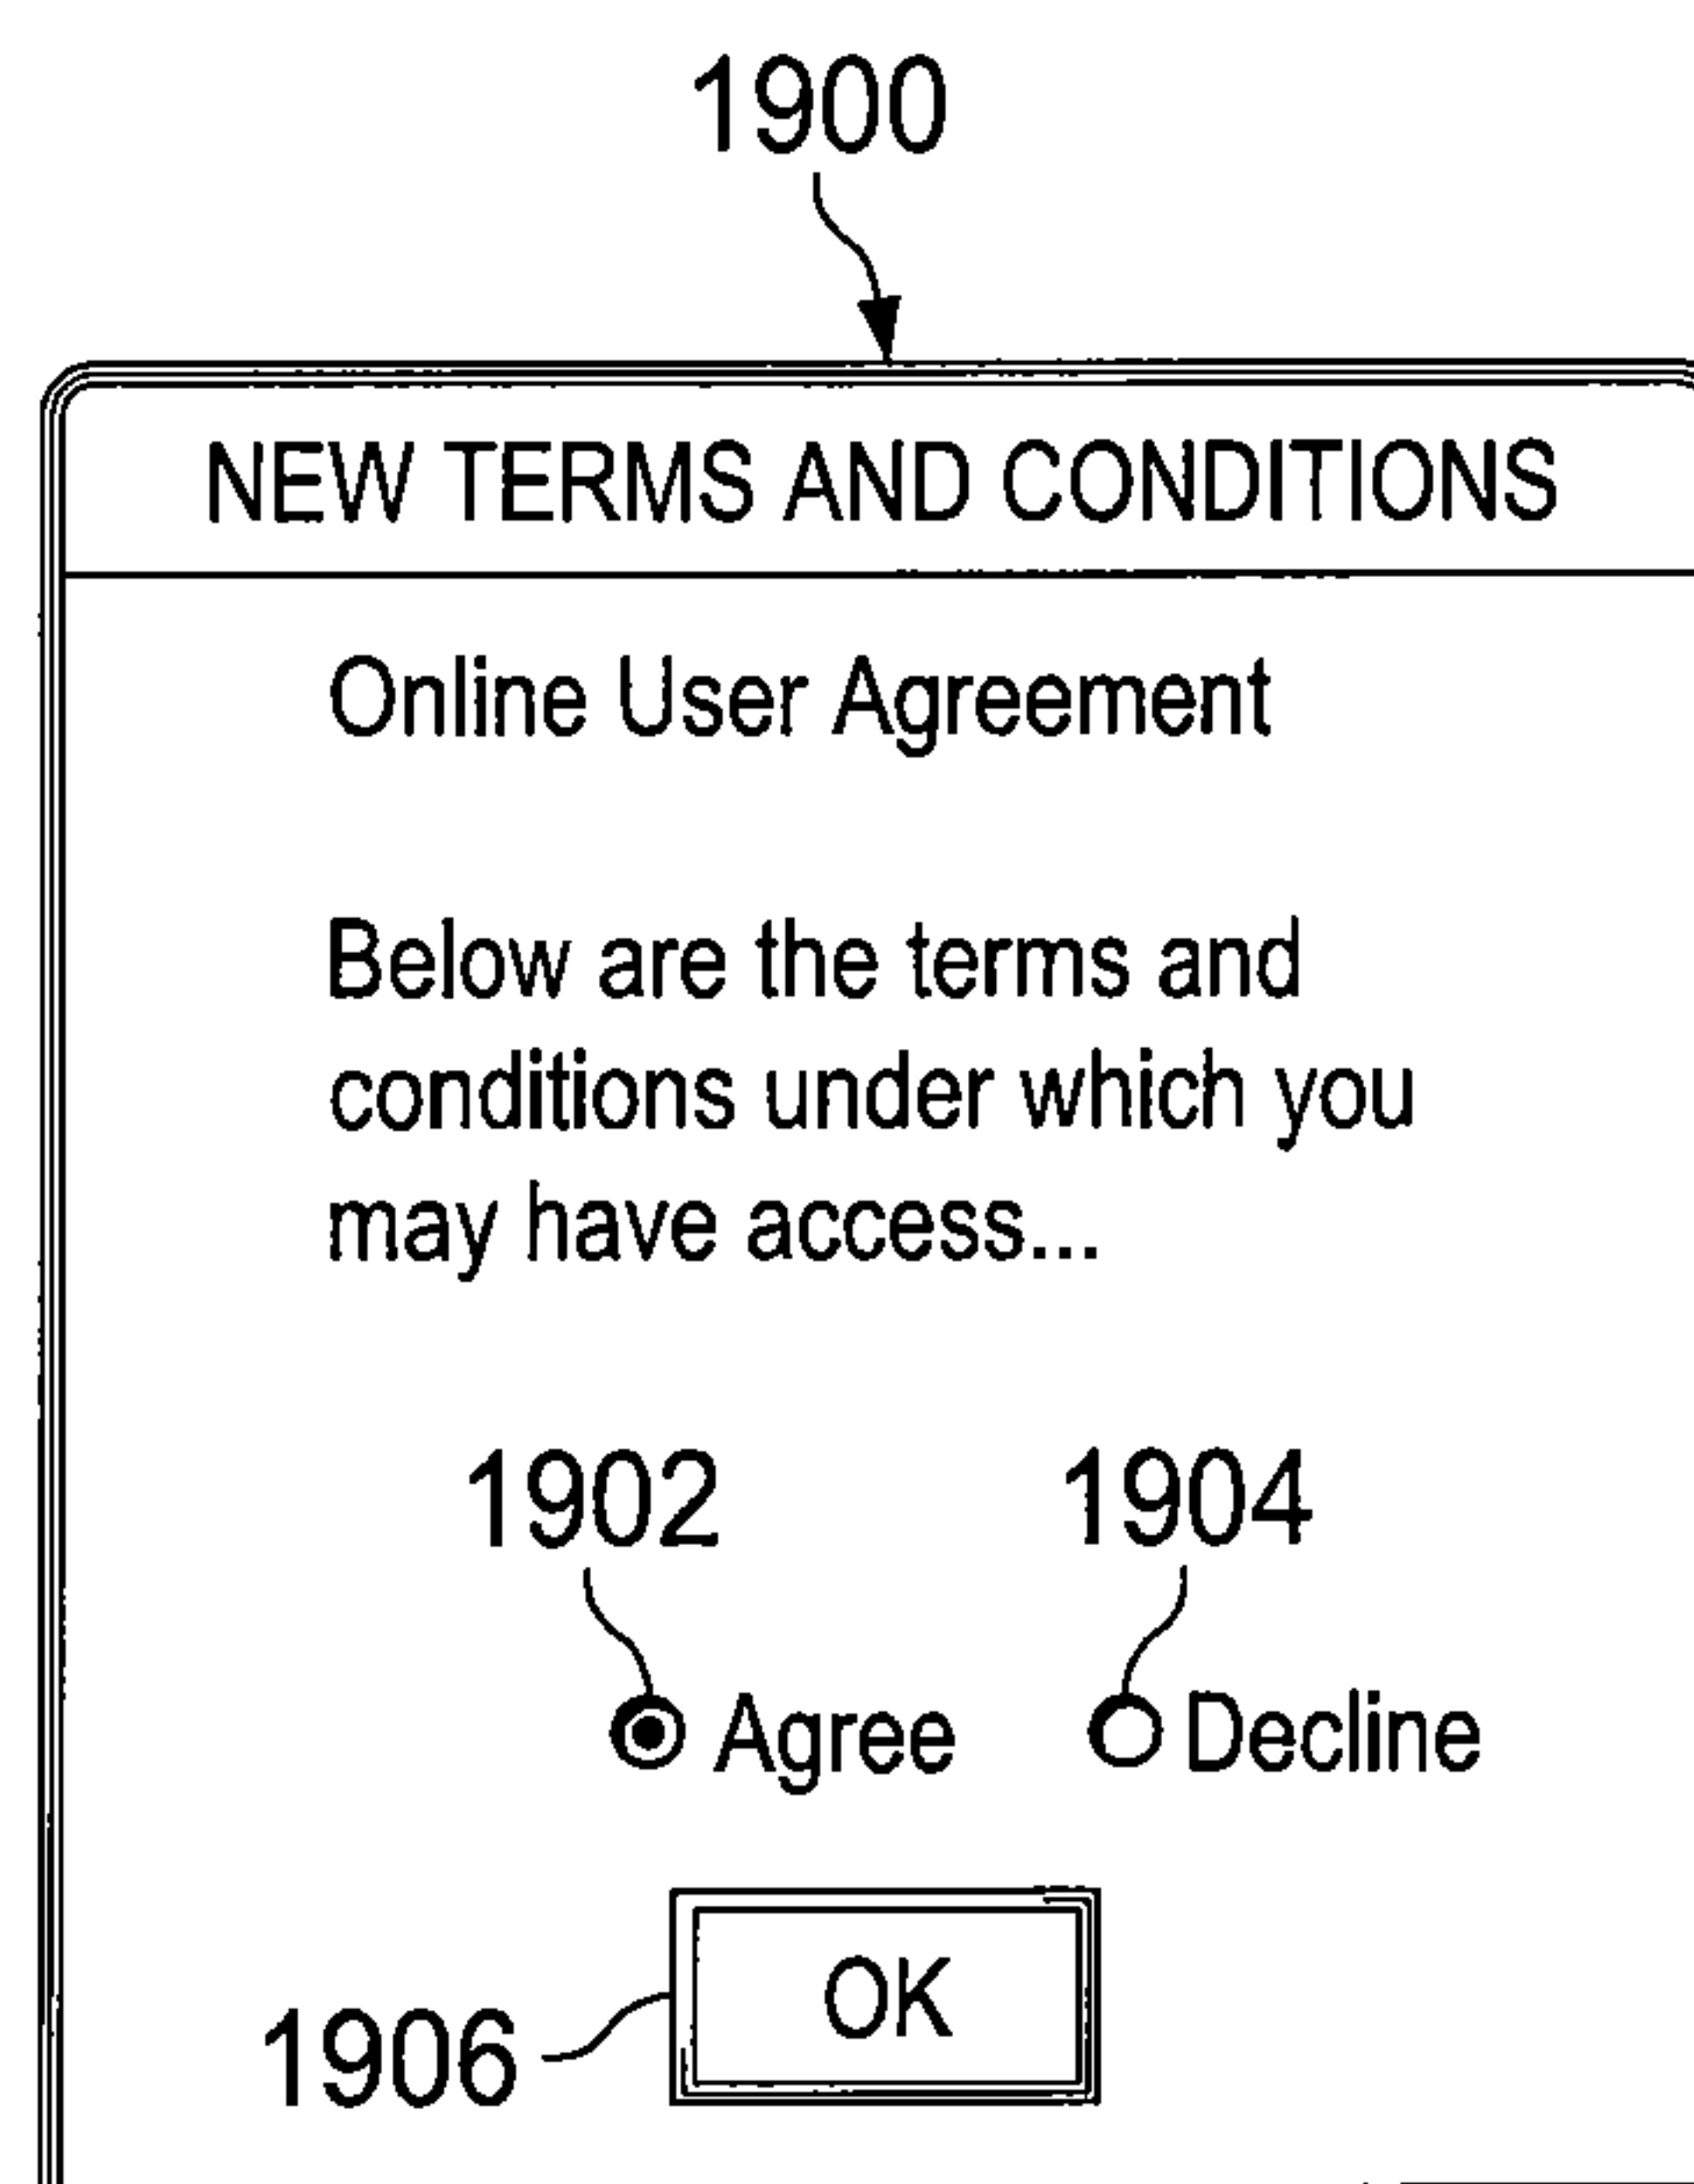 1900
NEW TERMS AND CONDITIONS
Online User Agreement
Below are the terms and
conditions under which you
may have access...
1902 1904
Agree Decline
OK
1906